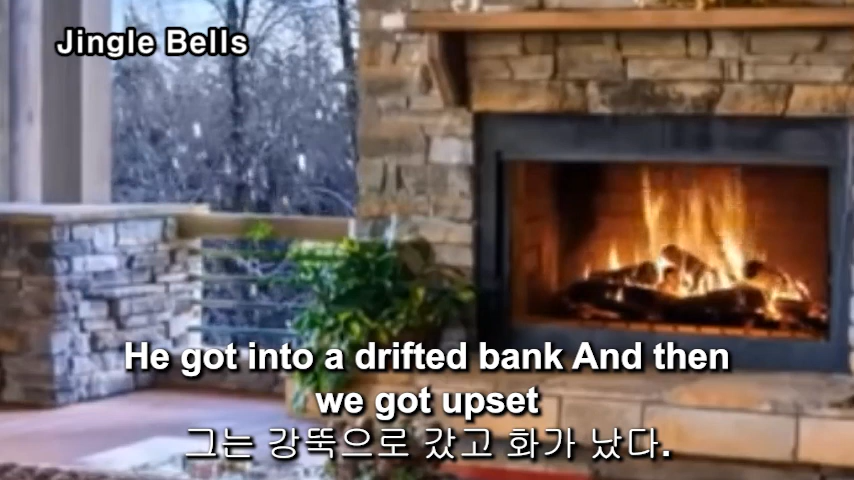 Jingle Bells
He got into a drifted bank And then
we got upset
그는 강뚝으로 갔고 화가 났다.